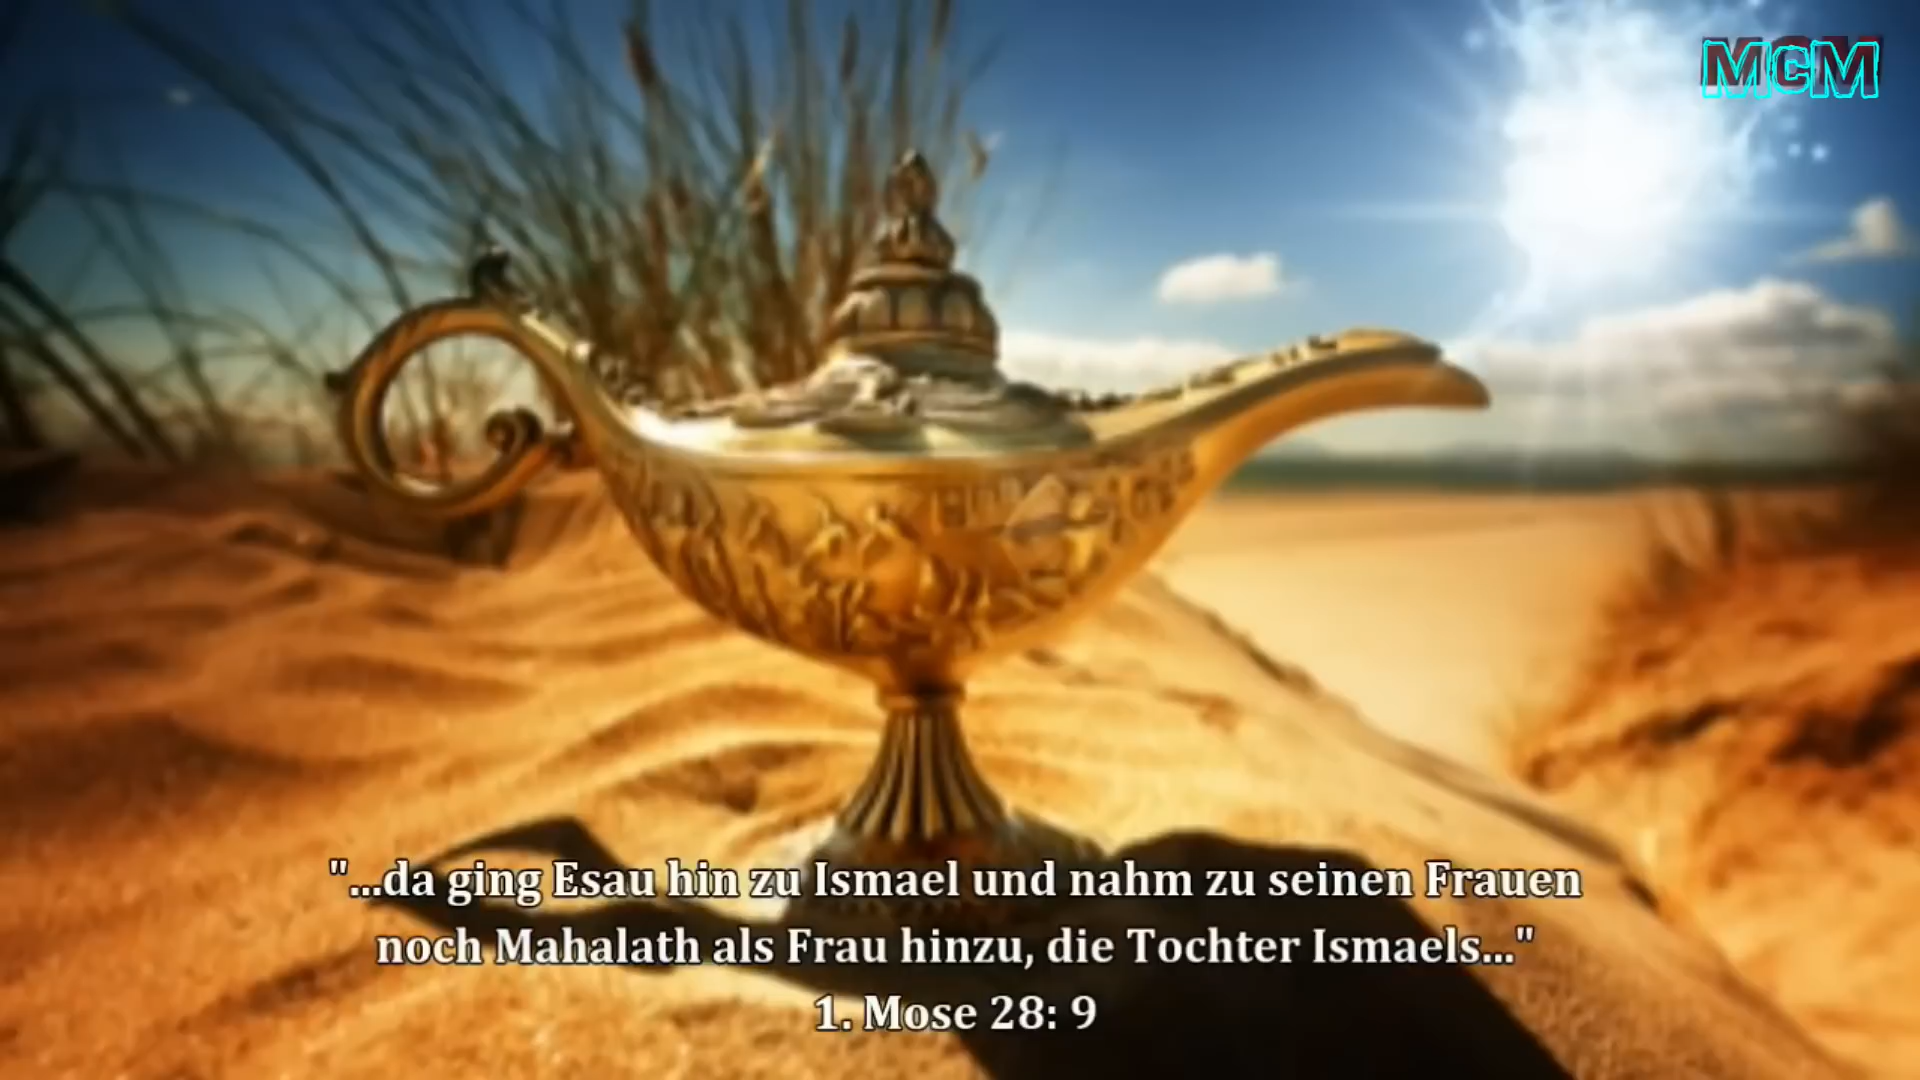 MCM
"...da ging Esau hin zu Ismael und nahm zu seinen Frauen
noch Mahalath als Frau hinzu, die Tochter Ismaels..."
1. Mose 28: 9